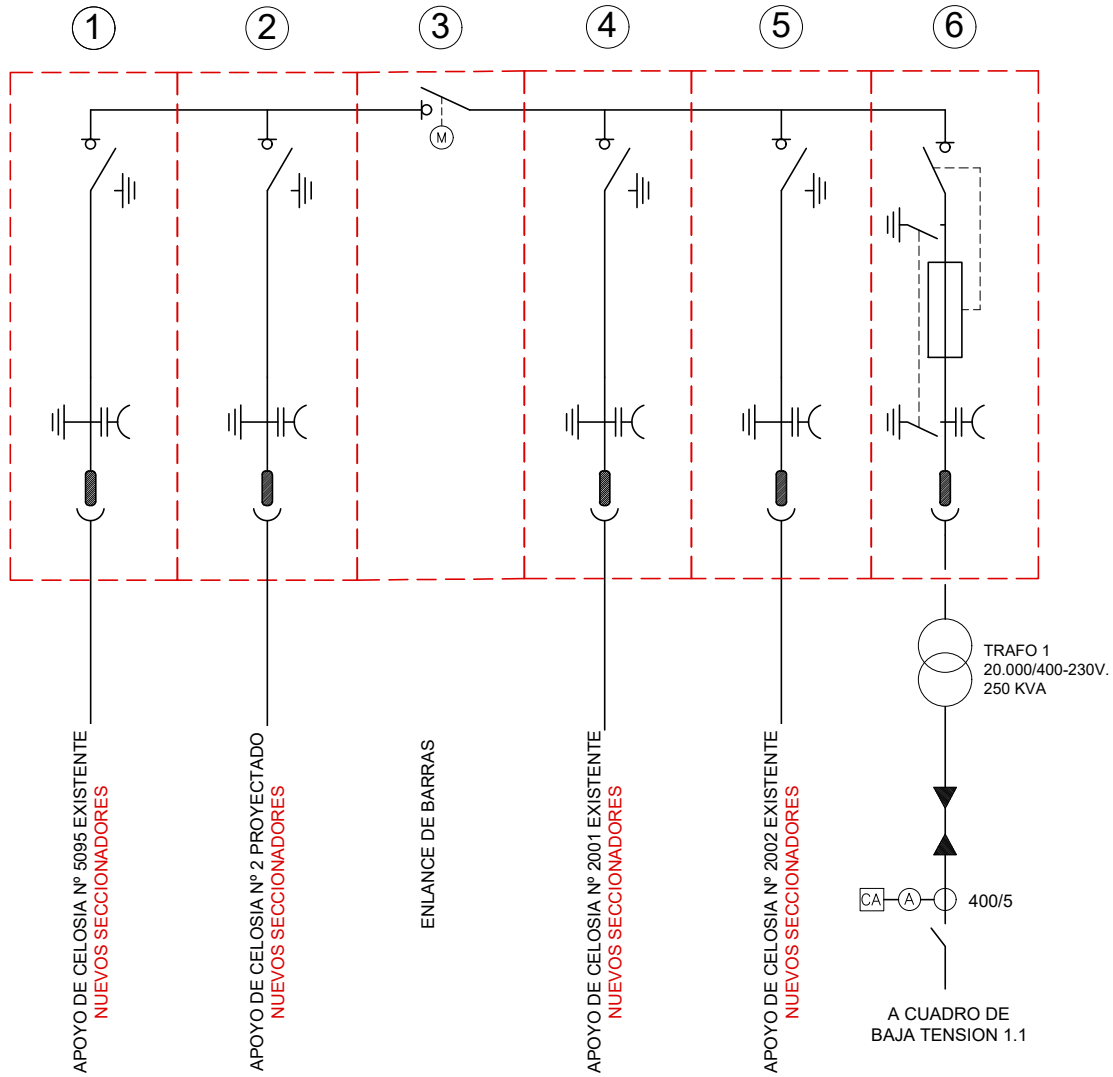 1
2
3
4
5
6
M
TRAFO 1
20.000/400-230V.
250 KVA
APOYO DE CELOSIA Nº 5095 EXISTENTE
NUEVOS SECCIONADORES
APOYO DE CELOSIA Nº 2 PROYECTADO
NUEVOS SECCIONADORES
ENLANCE DE BARRAS
APOYO DE CELOSIA Nº 2001 EXISTENTE
NUEVOS SECCIONADORES
APOYO DE CELOSIA Nº 2002 EXISTENTE
NUEVOS SECCIONADORES
CA
A
400/5
A CUADRO DE
BAJA TENSION 1.1